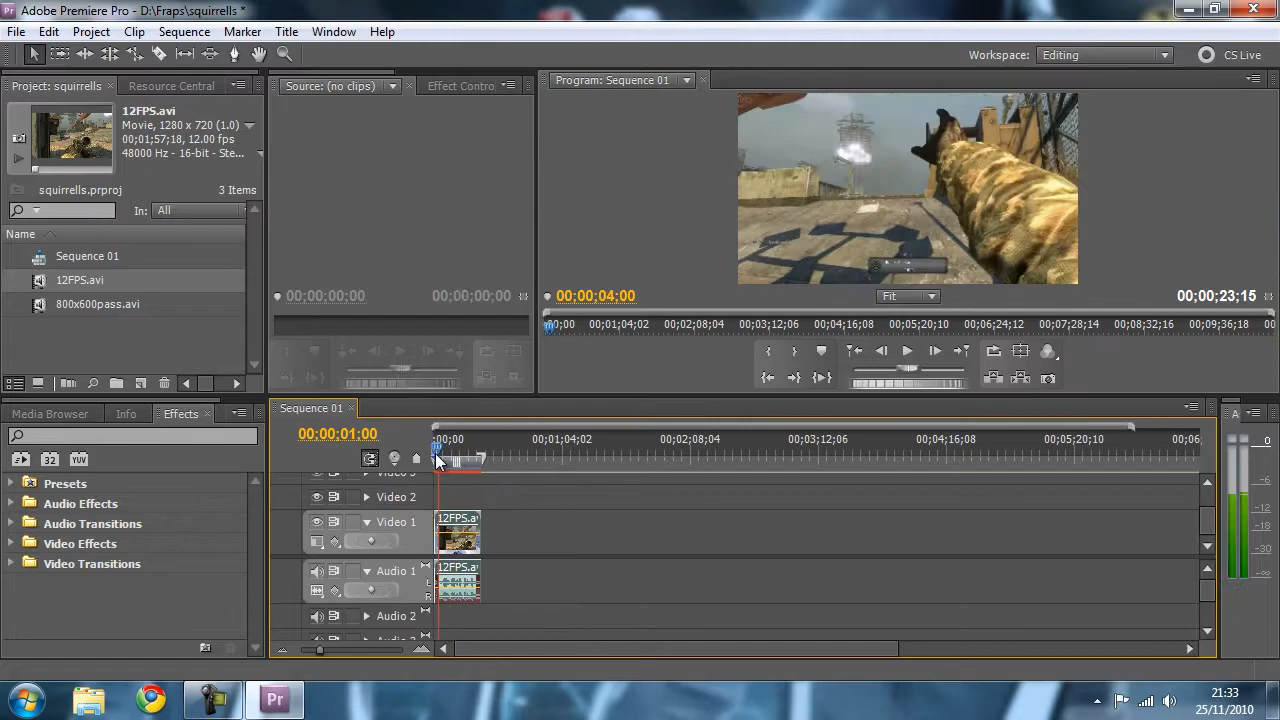 Adobe Premiere Pro - D:\Fraps\squirrells *
File Edit Project Clip Sequence Marker Title Window Help
Workspace: Editing CS Live
Project: squirrells Resource Central
Source: (no clips) Effect Contro
Program: Sequence 01
12FPS.avi
Movie, 1280 x 720 (1.0)
00;01;57;18, 12.00 fps
48000 Hz - 16-bit - Ste...
squirrells.prproj 3 Items
In: All
Name
Sequence 01
12FPS.avi
800x600pass.avi
00;00;00;00 00;00;00;00
00;00;04;00 Fit 00;00;23;15
00;00 00;01;04;02 00;02;08;04 00;03;12;06 00;04;16;08 00;05;20;10 00;06;24;12 00;07;28;14 00;08;32;16 00;09;36;18 00
Media Browser Info Effects
32 YUV
Presets
Audio Effects
Audio Transitions
Video Effects
Video Transitions
Sequence 01
00;00;01;00
;00;00 00;01;04;02 00;02;08;04 00;03;12;06 00;04;16;08 00;05;20;10 00;06;
Video 2
Video 1 12FPS.a
Audio 1 12FPS.a
L
R
Audio 2
A
0
-6
-12
-18
-30
-∞
Pr
21:33
25/11/2010